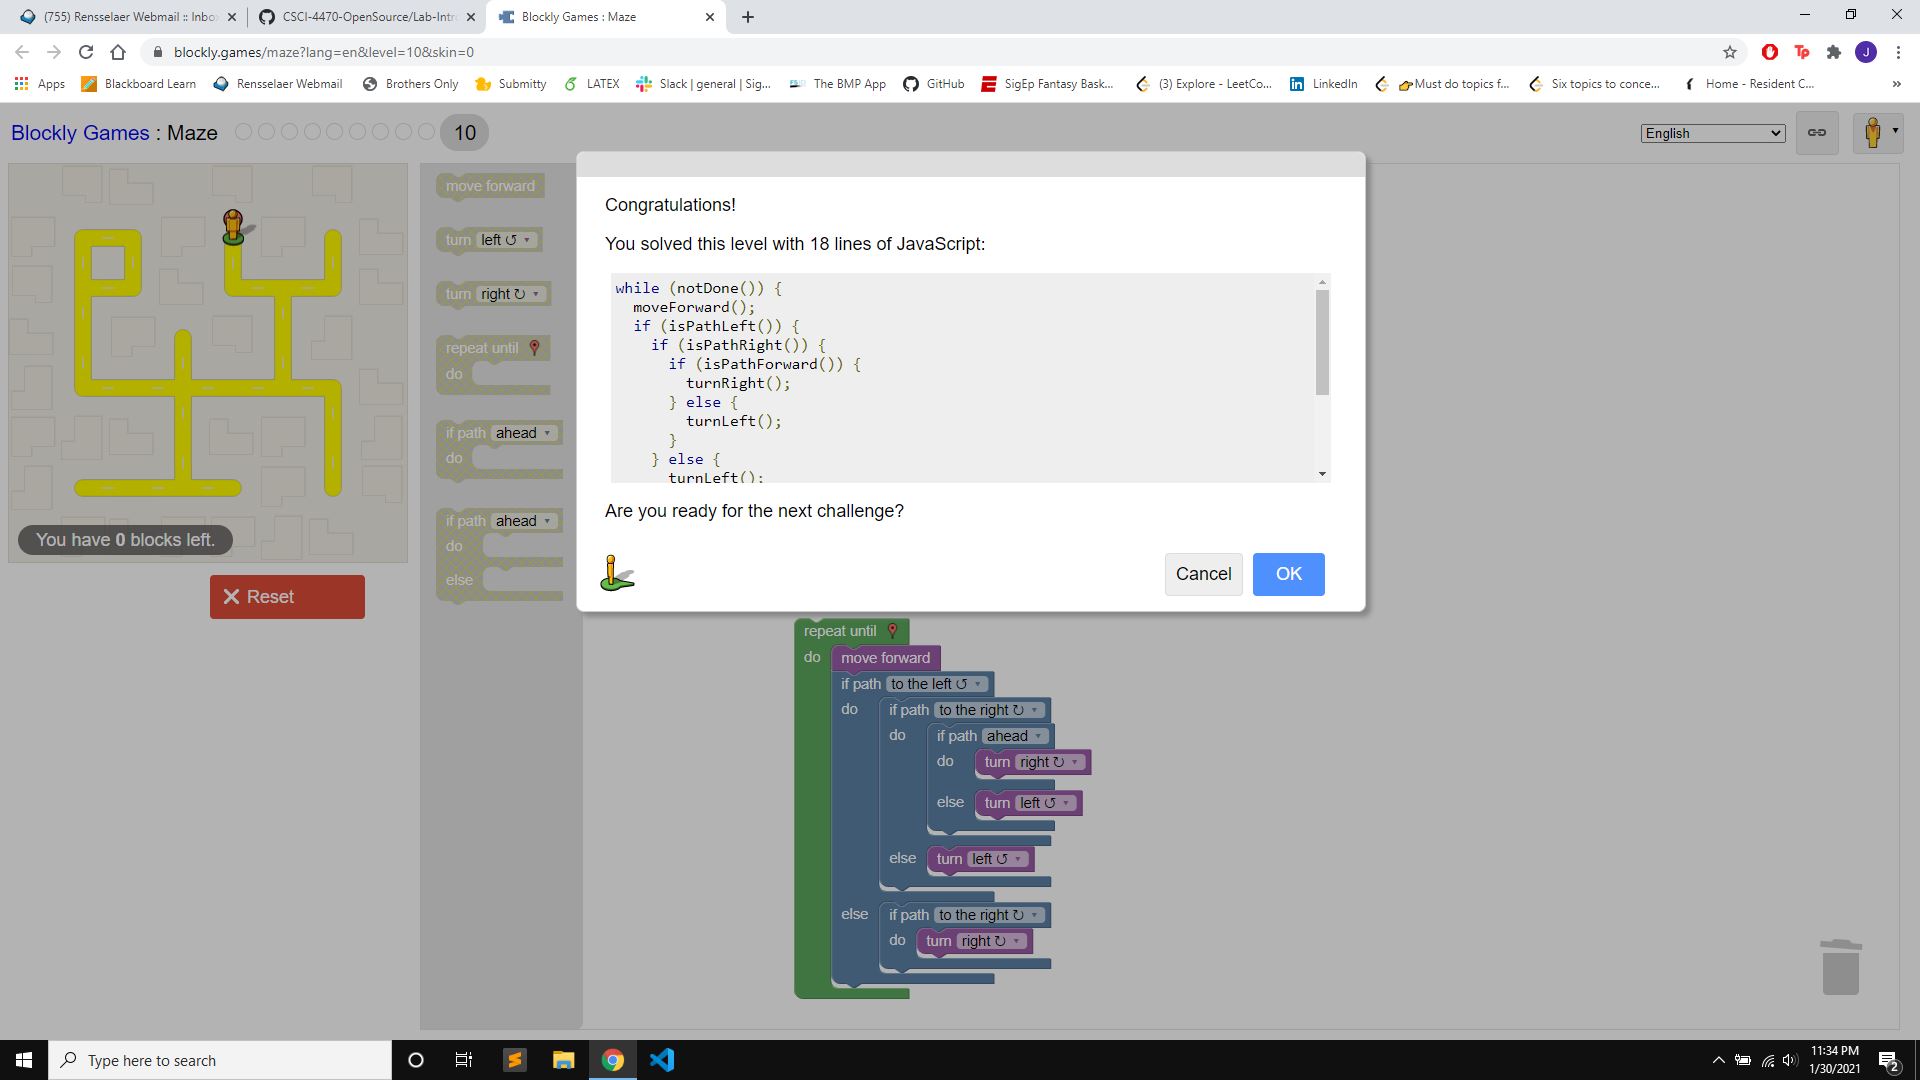 (755) Rensselaer Webmail :: Inbo
CSCI-4470-OpenSource/Lab-Intro
Blockly Games : Maze
blockly.games/maze?lang=en&level=10&skin=0
Tp
J
Apps
Blackboard Learn
Rensselaer Webmail
Brothers Only
Submitty
LATEX
Slack | general | Sig...
The BMP App
GitHub
SigEp Fantasy Bask...
(3) Explore - LeetCo...
LinkedIn
Must do topics f...
Six topics to conce...
Home - Resident C...
»
Blockly Games : Maze
10
English
You have 0 blocks left.
Reset
move forward
turn left ↺
turn right ↻
repeat until
do
if path ahead
do
if path ahead
do
else
Congratulations!
You solved this level with 18 lines of JavaScript:
while (notDone()) {
moveForward();
if (isPathLeft()) {
if (isPathRight()) {
if (isPathForward()) {
turnRight();
} else {
turnLeft();
}
} else {
turnLeft();
Are you ready for the next challenge?
Cancel
OK
repeat until
do move forward
if path to the left ↺
do if path to the right ↻
do if path ahead
do turn right ↻
else turn left ↺
else turn left ↺
else if path to the right ↻
do turn right ↻
Type here to search
11:34 PM
1/30/2021
2